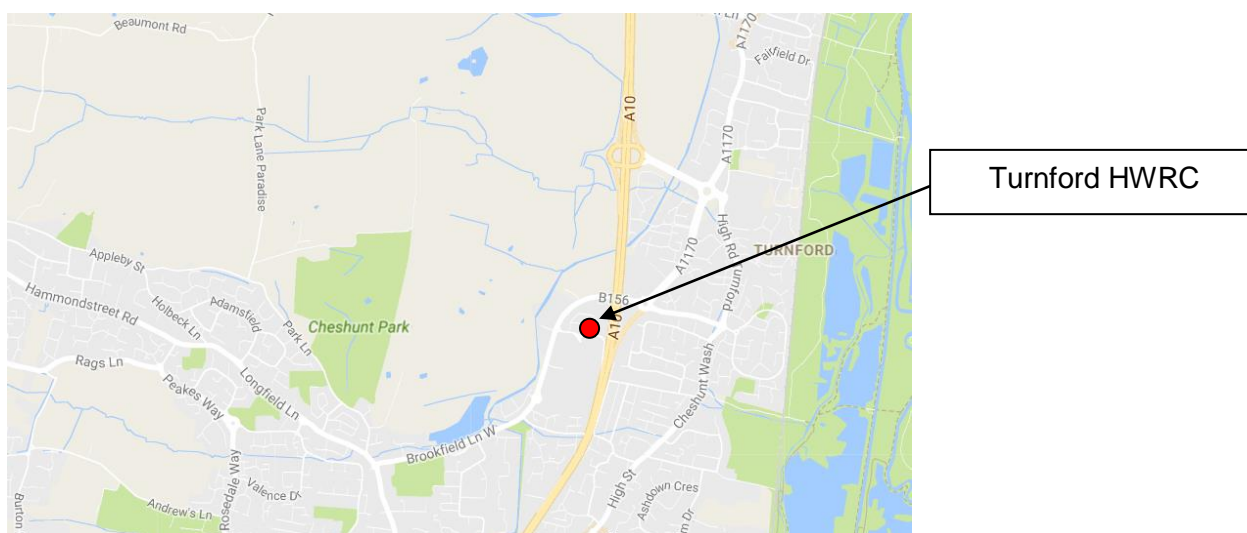 Beaumont Rd
A1170
Fairfield Dr
A10
Park Lane Paradise
A1170
Turnford HWRC
High Rd Turnford
TURNFORD
A1170
Appleby St
Hammondstreet Rd
Holbeck Ln
Adamsfield
Park Ln
Cheshunt Park
B156
A10
Rags Ln
Peakes Way
Longfield Ln
Cheshunt Wash
Brookfield Ln W
Rosedale Way
Valence Dr
High St
Ashdown Cres
Burton
Andrew's Ln